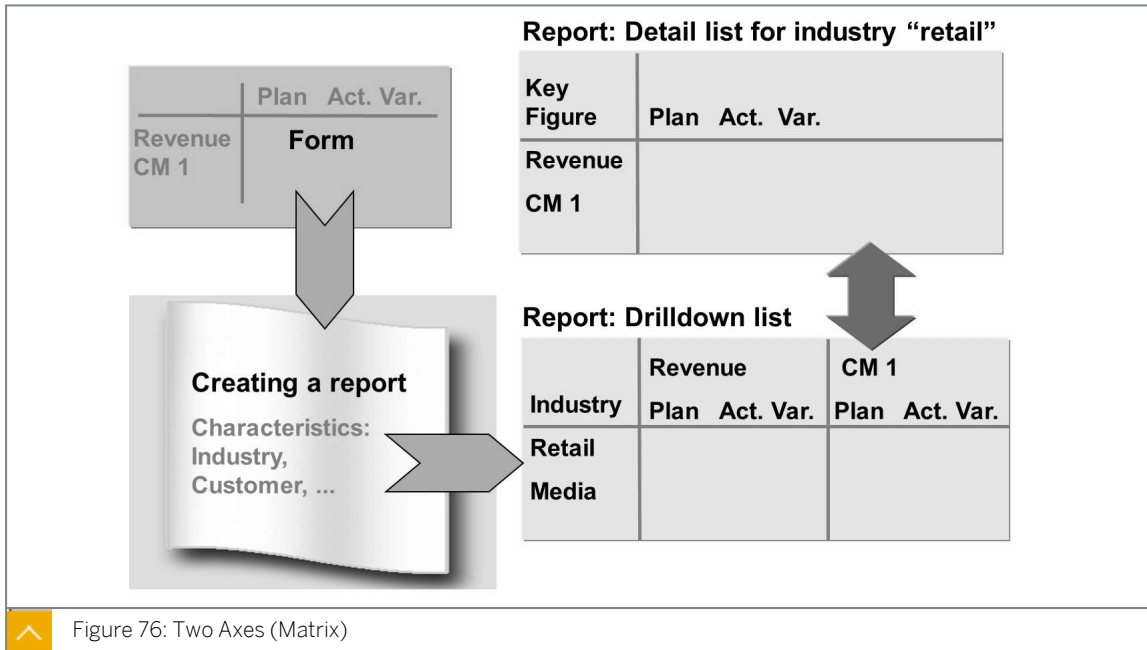 Plan Act. Var.
Revenue
CM 1
Form
Creating a report
Characteristics:
Industry,
Customer, ...
Report: Detail list for industry “retail”
Key
Figure Plan Act. Var.
Revenue
CM 1
Report: Drilldown list
Revenue CM 1
Industry Plan Act. Var. Plan Act. Var.
Retail
Media
Figure 76: Two Axes (Matrix)